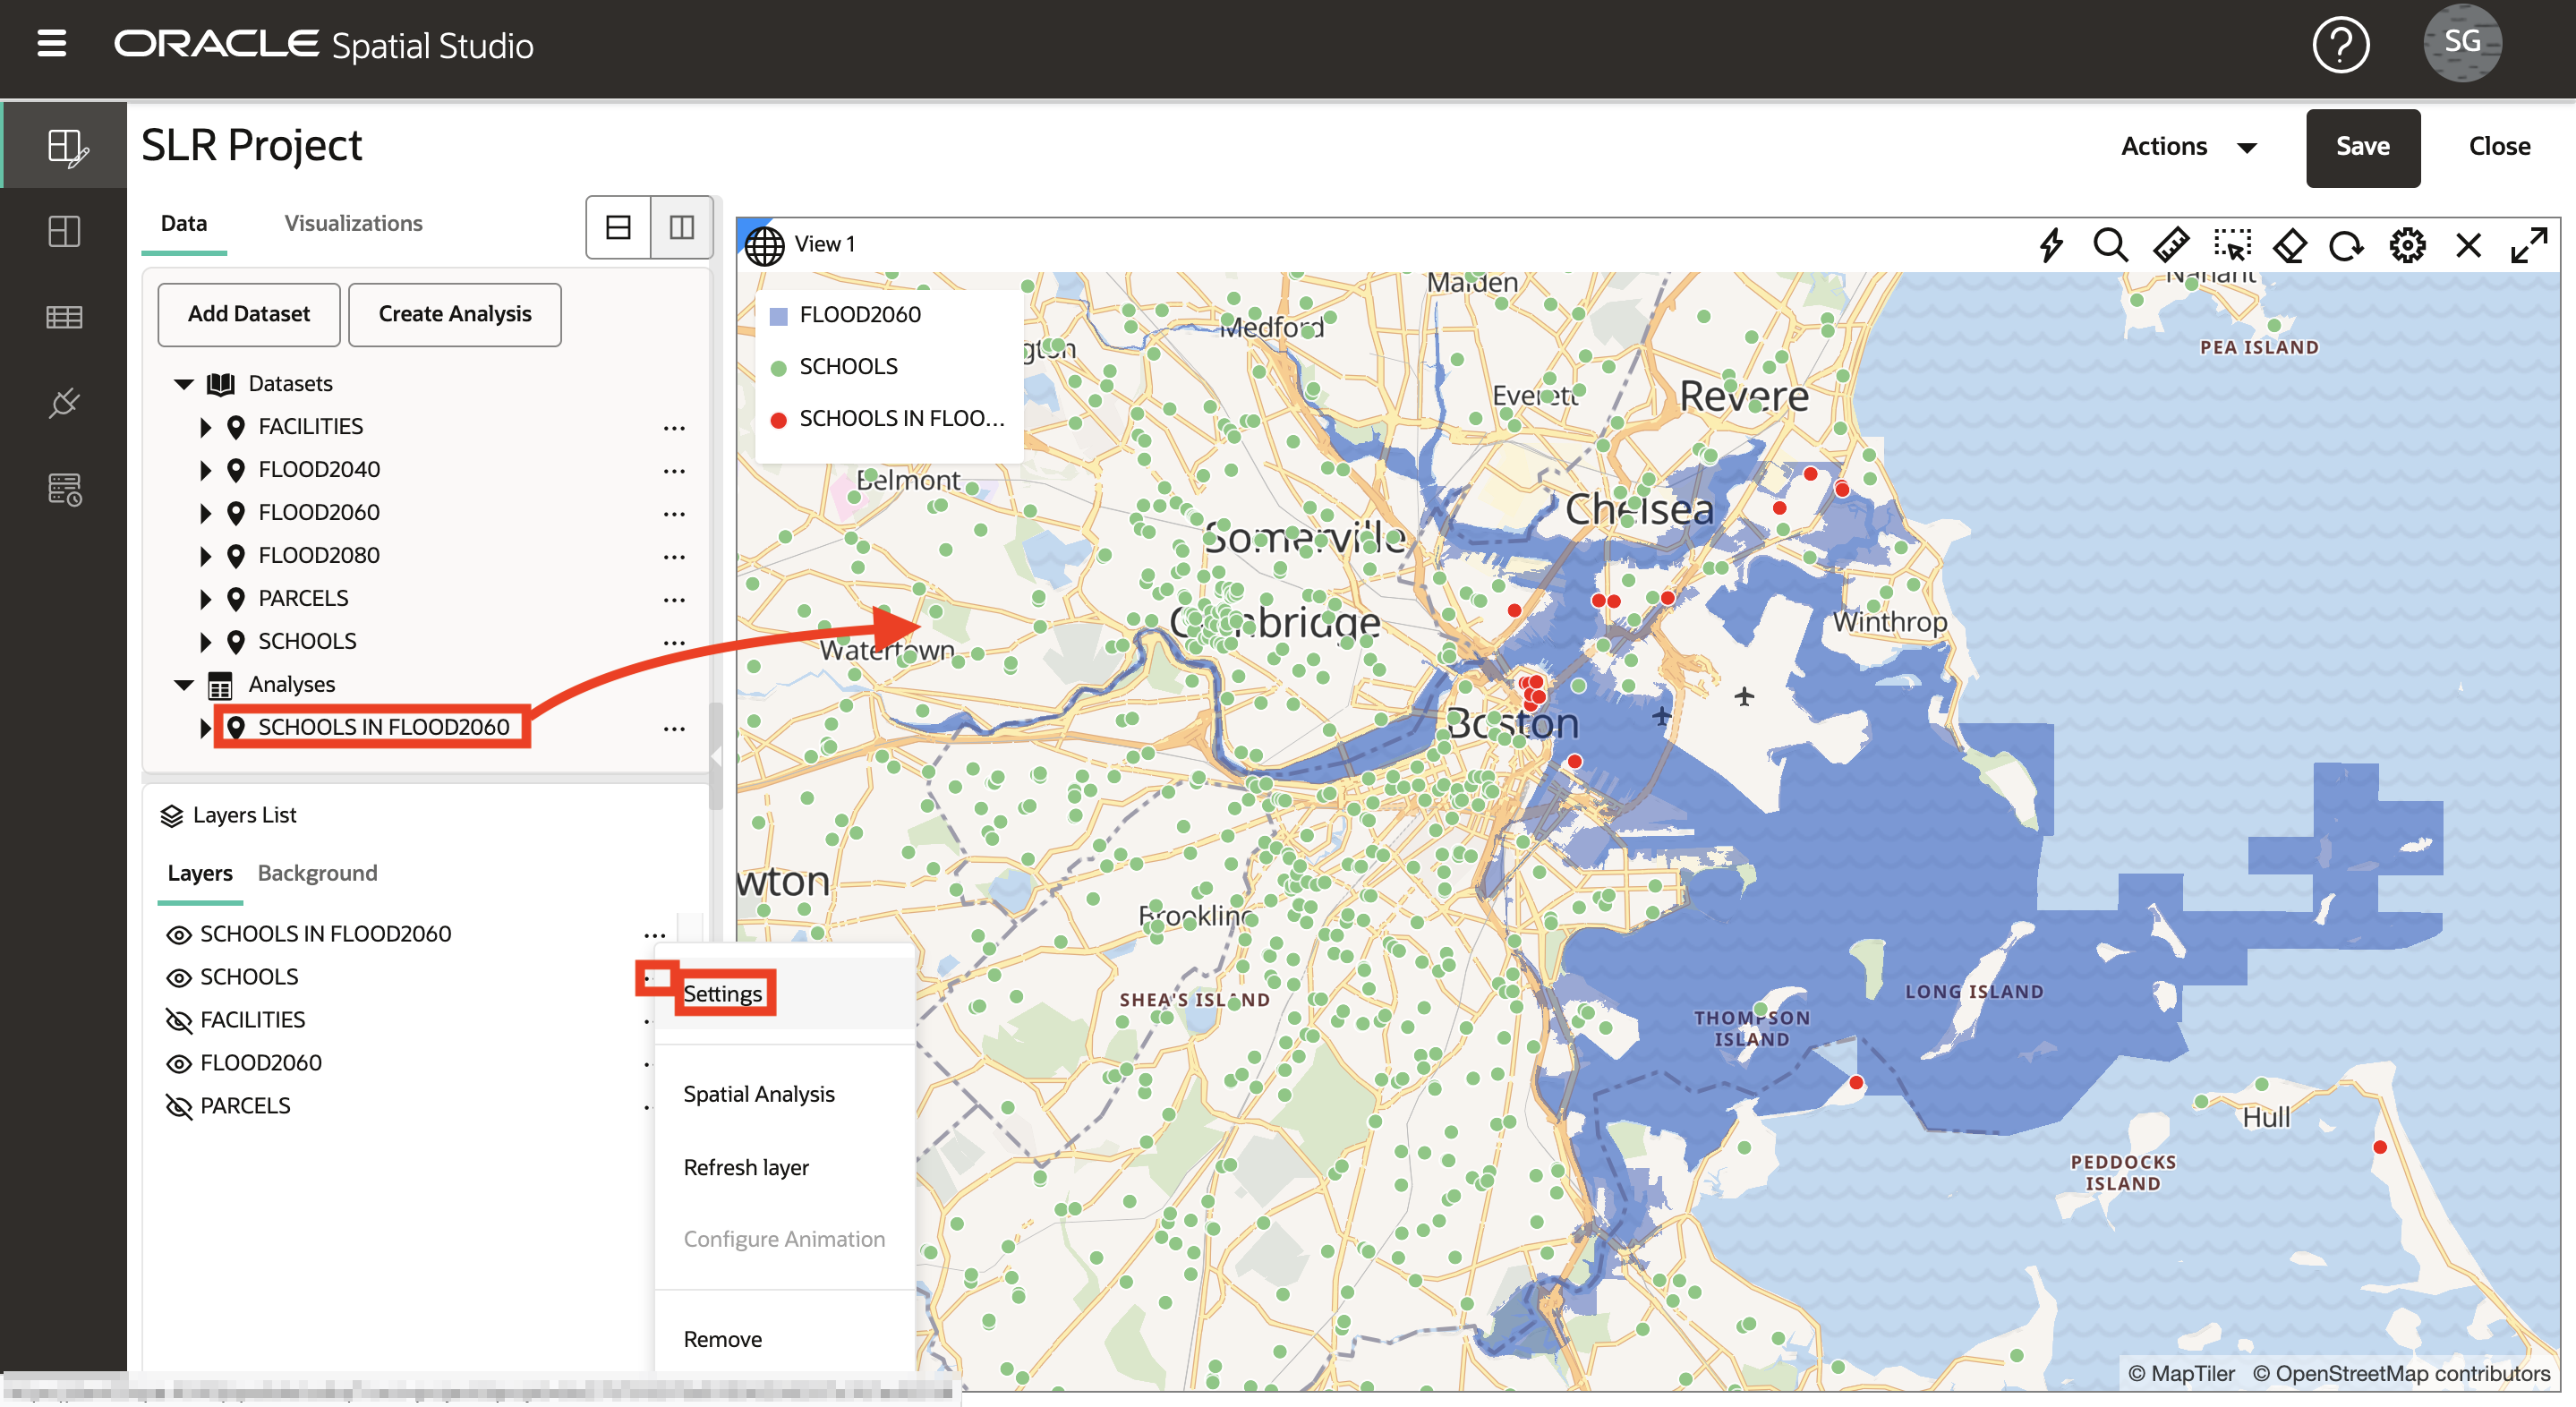 ORACLE Spatial Studio
SG
SLR Project
Actions
Save
Close
Data
Visualizations
View 1
Add Dataset
Create Analysis
Datasets
FACILITIES
FLOOD2040
FLOOD2060
FLOOD2080
PARCELS
SCHOOLS
Analyses
SCHOOLS IN FLOOD2060
Layers List
Layers
Background
SCHOOLS IN FLOOD2060
SCHOOLS
FACILITIES
FLOOD2060
PARCELS
Settings
Spatial Analysis
Refresh layer
Configure Animation
Remove
FLOOD2060
SCHOOLS
SCHOOLS IN FLOO...
Malden
Nahant
Medford
PEA ISLAND
Everett
Revere
Belmont
Chelsea
Somerville
Cambridge
Winthrop
Watertown
Boston
wton
Brookline
SHEA'S ISLAND
LONG ISLAND
THOMPSON
ISLAND
Hull
PEDDOCKS
ISLAND
© MapTiler © OpenStreetMap contributors